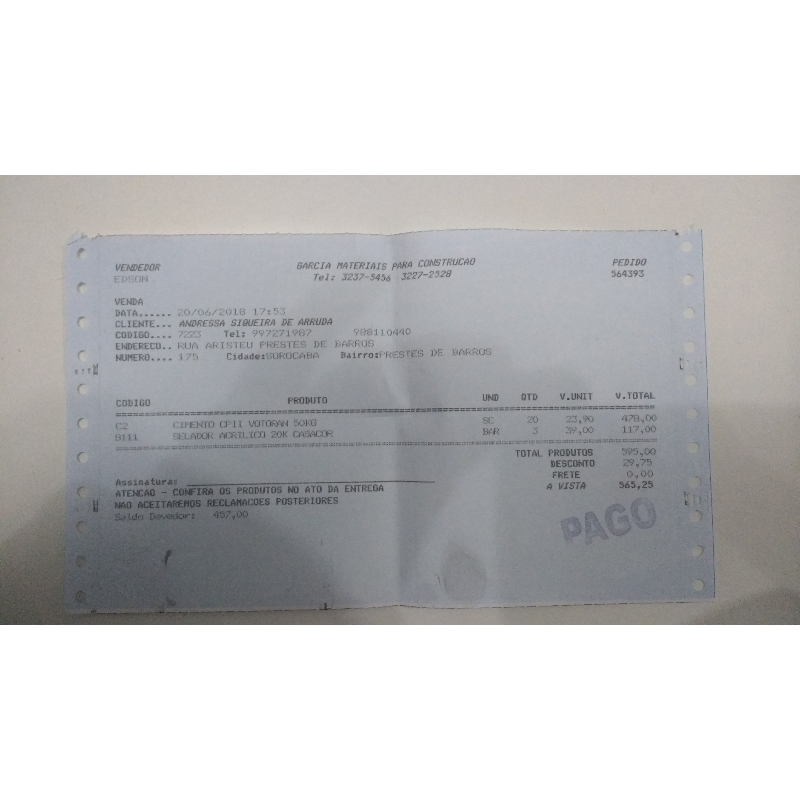 VENDEDOR GARCIA MATERIAIS PARA CONSTRUCAO PEDIDO
EDSON Tel: 3237-5456 3227-2528 564393
VENDA
DATA...... 20/06/2018 17:53
CLIENTE... ANDRESSA SIQUEIRA DE ARRUDA
CODIGO.... 7223 Tel: 997271987 988110440
ENDERECO.. RUA ARISTEU PRESTES DE BARROS
NUMERO.... 175 Cidade:SOROCABA Bairro:PRESTES DE BARROS
CODIGO PRODUTO UND QTD V.UNIT V.TOTAL
C2 CIMENTO CPII VOTORAN 50KG SC 20 23,90 478,00
S111 SELADOR ACRILICO 20K CASACOR BAR 3 39,00 117,00
TOTAL PRODUTOS 595,00
DESCONTO 29,75
FRETE 0,00
A VISTA 565,25
Assinatura:
ATENCAO - CONFIRA OS PRODUTOS NO ATO DA ENTREGA
NAO ACEITAREMOS RECLAMACOES POSTERIORES
Saldo Devedor: 457,00
PAGO